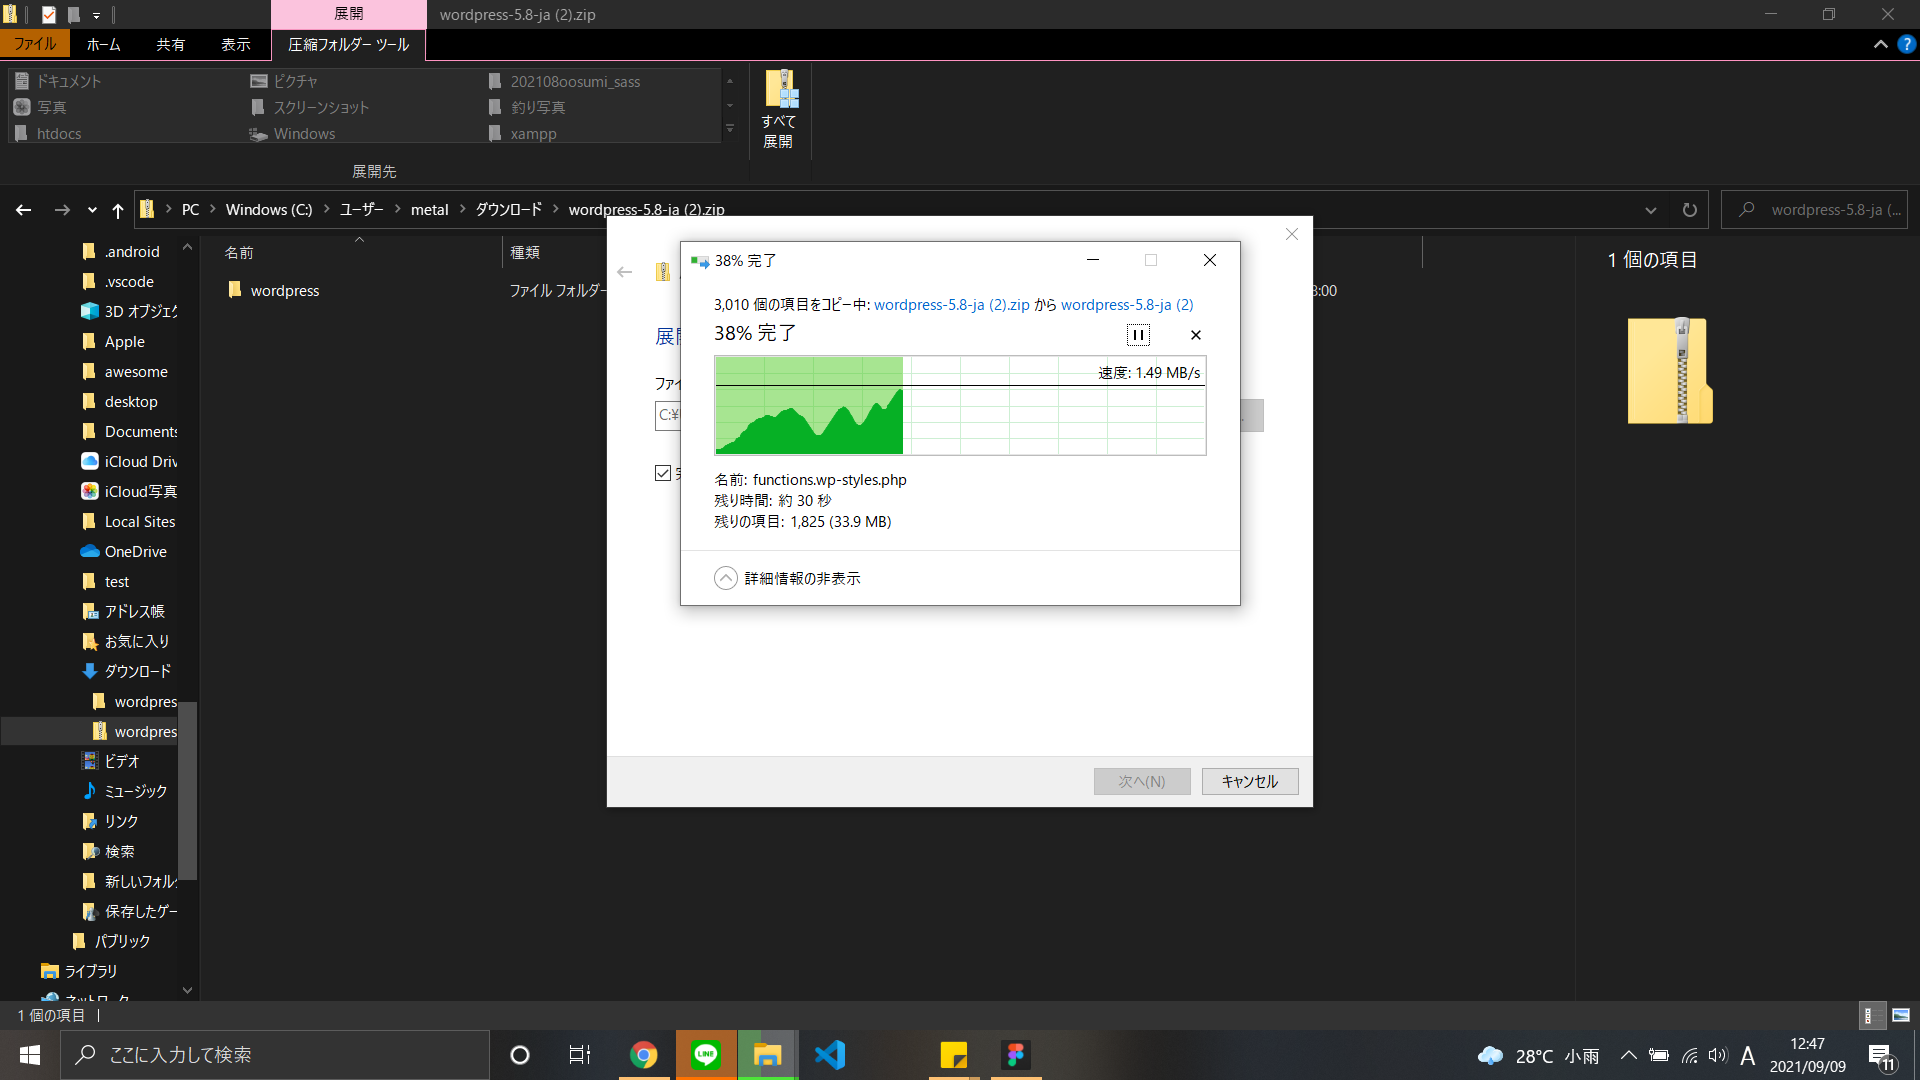 展開
wordpress-5.8-ja (2).zip
ファイル
ホーム
共有
表示
圧縮フォルダー ツール
ドキュメント
ピクチャ
202108oosumi_sass
写真
スクリーンショット
釣り写真
htdocs
Windows
xampp
すべて
展開
展開先
PC
Windows (C:)
ユーザー
metal
ダウンロード
wordpress-5.8-ja (2).zip
wordpress-5.8-ja (...
.android
.vscode
3D オブジェク
Apple
awesome
desktop
Documents
iCloud Driv
iCloud写真
Local Sites
OneDrive
test
アドレス帳
お気に入り
ダウンロード
wordpres
wordpres
ビデオ
ミュージック
リンク
検索
新しいフォルダ
保存したゲー
パブリック
ライブラリ
ネットワーク
名前
種類
wordpress
ファイル フォルダー
3:00
1 個の項目
展開
ファイ
C:¥
38% 完了
3,010 個の項目をコピー中: wordpress-5.8-ja (2).zip から wordpress-5.8-ja (2)
38% 完了
速度: 1.49 MB/s
名前: functions.wp-styles.php
残り時間: 約 30 秒
残りの項目: 1,825 (33.9 MB)
詳細情報の非表示
次へ(N)
キャンセル
1 個の項目
ここに入力して検索
LINE
28°C 小雨
A
12:47
2021/09/09
11